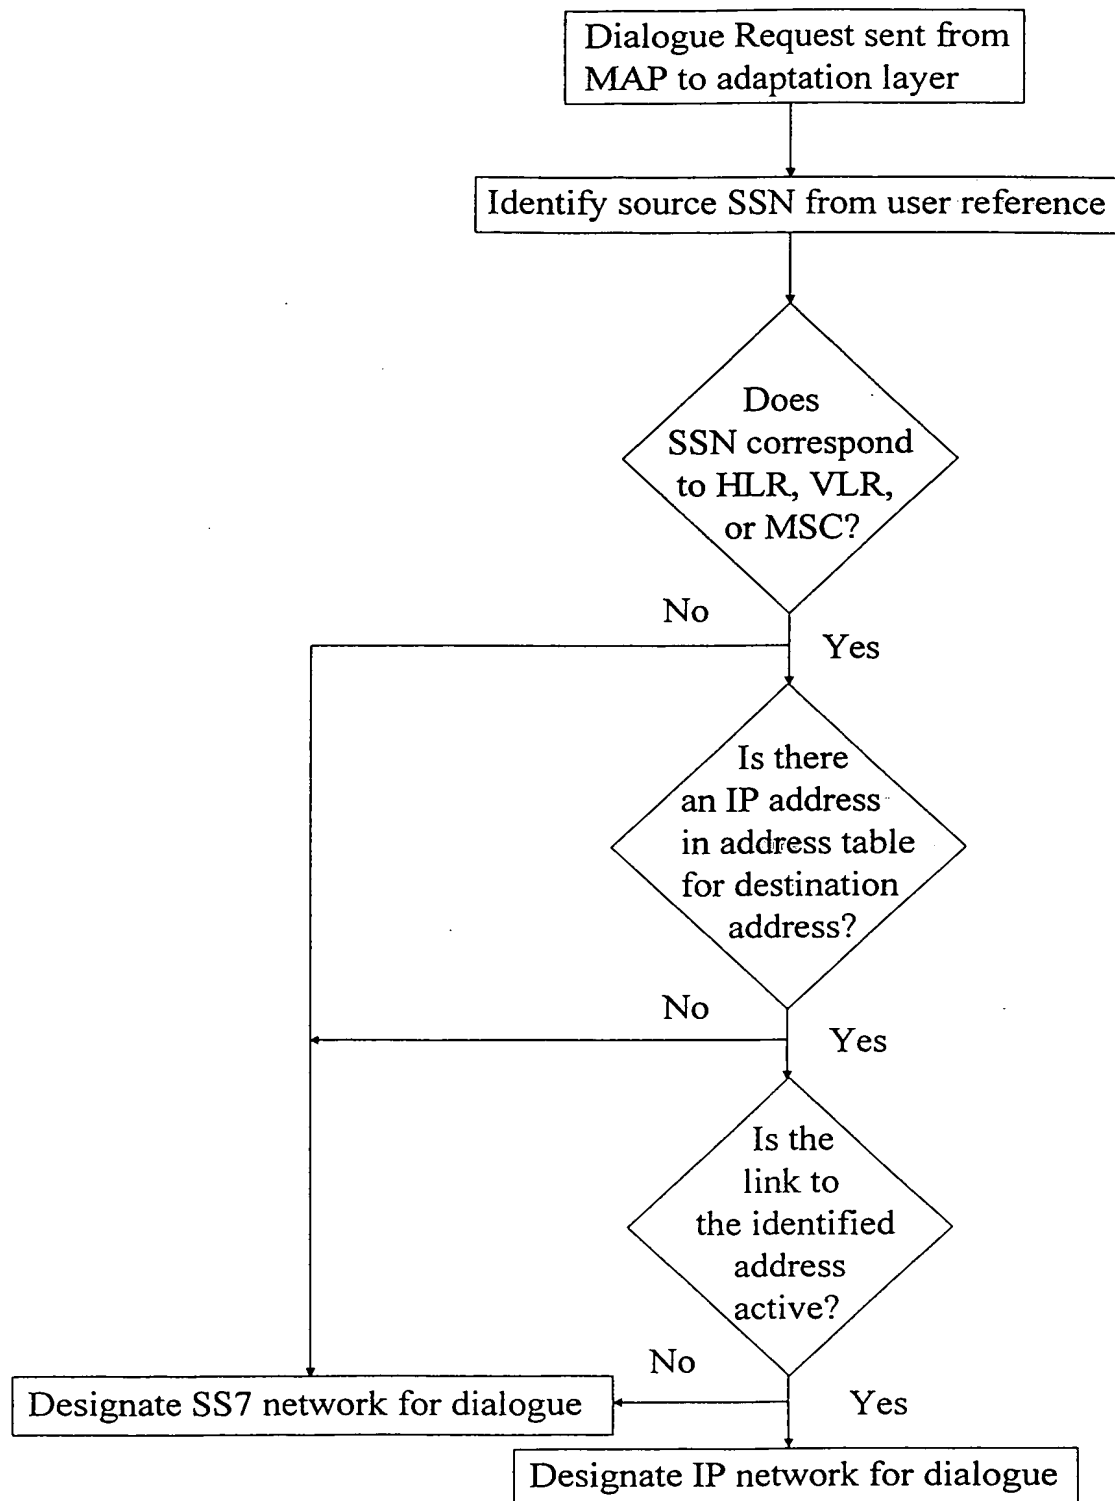 Dialogue Request sent from
MAP to adaptation layer
Identify source SSN from user reference
Does
SSN correspond
to HLR, VLR,
or MSC?
No
Yes
Is there
an IP address
in address table
for destination
address?
No
Yes
Is the
link to
the identified
address
active?
No
Yes
Designate SS7 network for dialogue
Designate IP network for dialogue